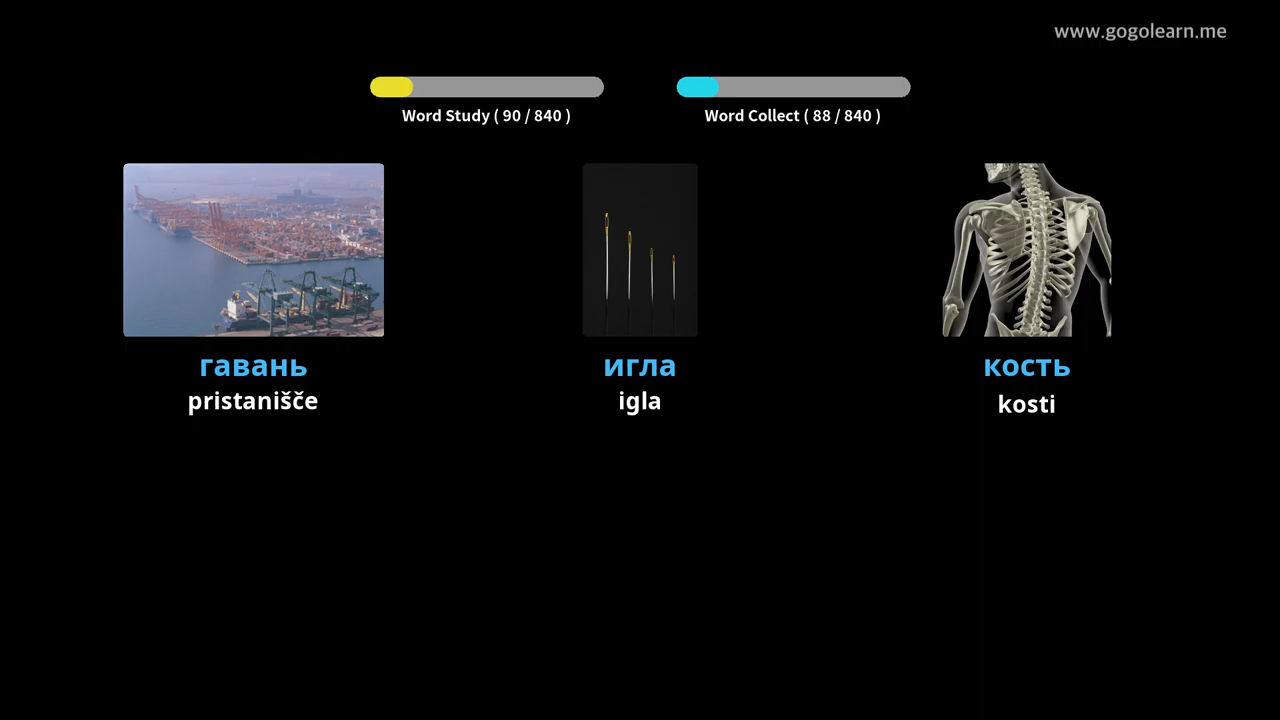 www.gogolearn.me
Word Study ( 90 / 840 )
Word Collect ( 88 / 840 )
гавань
pristanišče
игла
igla
кость
kosti